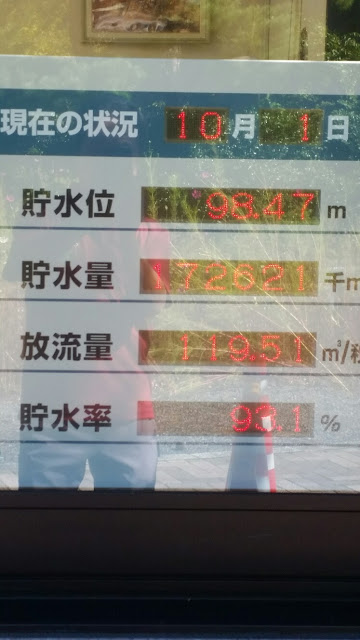 現在の状況 10月 1日
貯水位 98.47 m
貯水量 172621 千m
放流量 119.51 m³/秒
貯水率 93.1 %